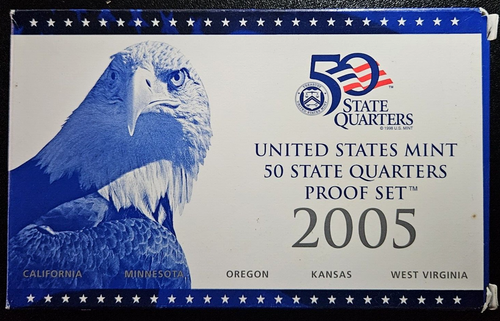 50
STATE
QUARTERS
© 1998 U.S. MINT
UNITED STATES MINT
50 STATE QUARTERS
PROOF SET™
2005
CALIFORNIA MINNESOTA OREGON KANSAS WEST VIRGINIA